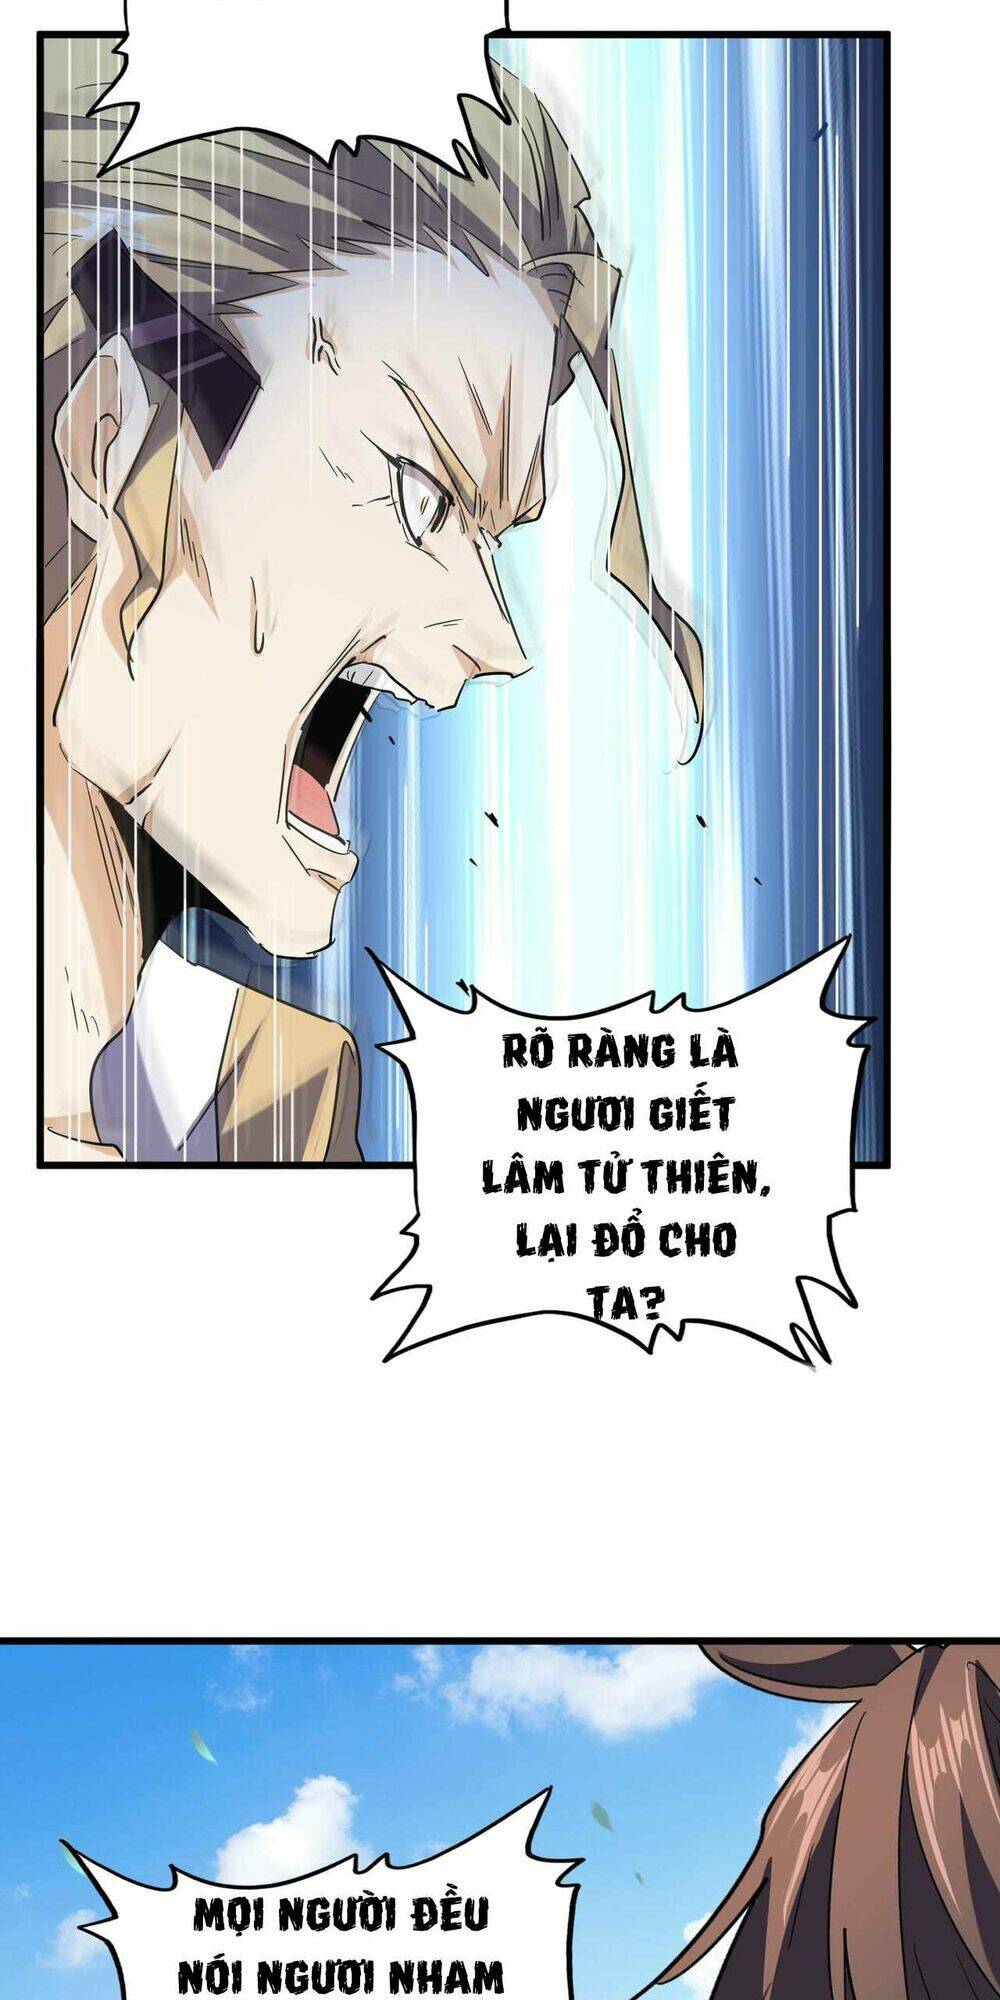 RÕ RÀNG LÀ
NGƯƠI GIẾT
LÂM TỬ THIÊN,
LẠI ĐỔ CHO
TA?
MỌI NGƯỜI ĐỀU
NÓI NGƯƠI NHAM